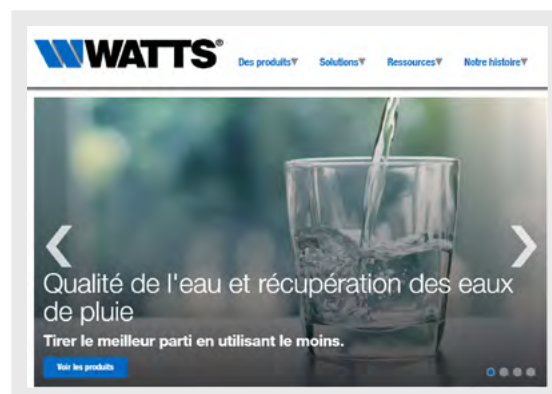 WATTS®
Des produits▼ Solutions▼ Ressources▼ Notre histoire▼
Qualité de l'eau et récupération des eaux
de pluie
Tirer le meilleur parti en utilisant le moins.
Voir les produits